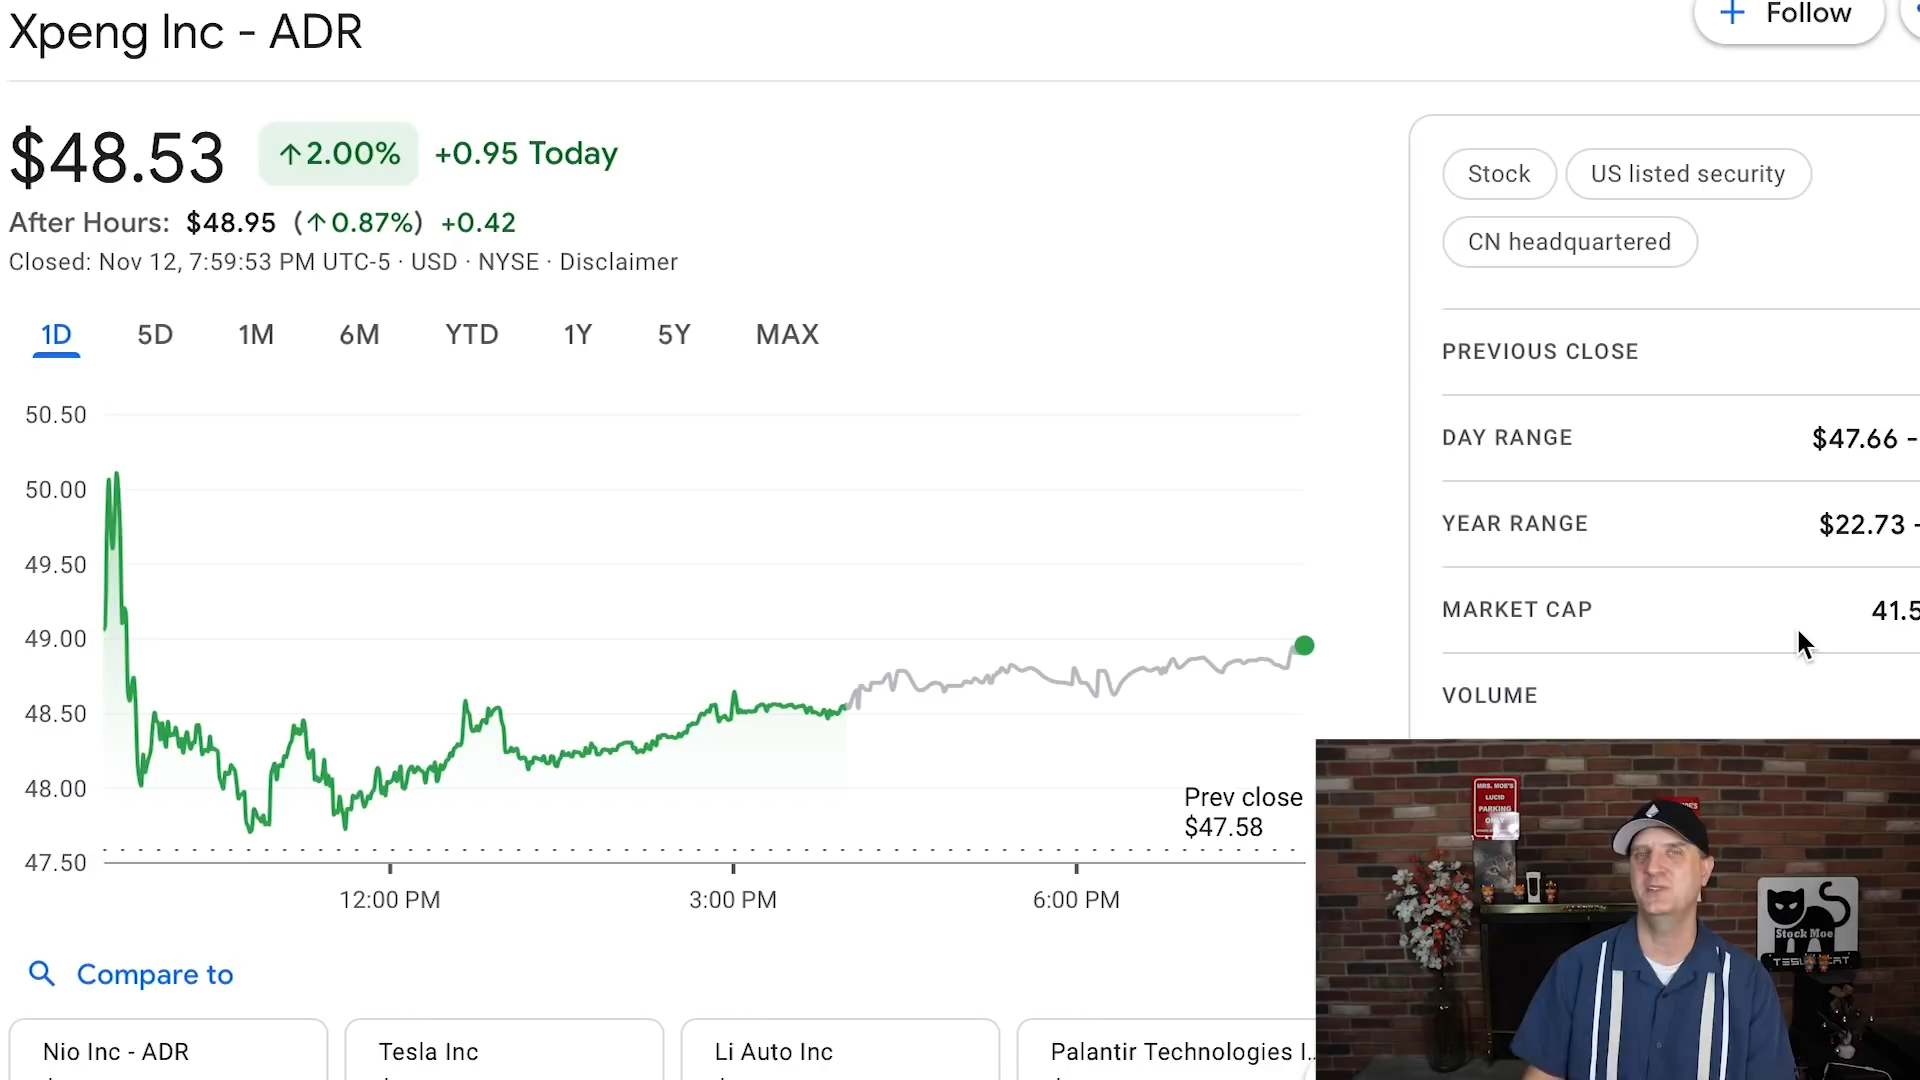 Xpeng Inc - ADR
+ Follow
$48.53 ↑2.00% +0.95 Today
After Hours: $48.95 (↑0.87%) +0.42
Closed: Nov 12, 7:59:53 PM UTC-5 · USD · NYSE · Disclaimer
1D 5D 1M 6M YTD 1Y 5Y MAX
50.50
50.00
49.50
49.00
48.50
48.00
47.50
Prev close
$47.58
12:00 PM 3:00 PM 6:00 PM
Compare to
Nio Inc - ADR
Tesla Inc
Li Auto Inc
Palantir Technologies I...
Stock
US listed security
CN headquartered
PREVIOUS CLOSE
DAY RANGE $47.66 -
YEAR RANGE $22.73 -
MARKET CAP 41.5
VOLUME
MRS. MOE'S
LUCID
PARKING
Stock Moe